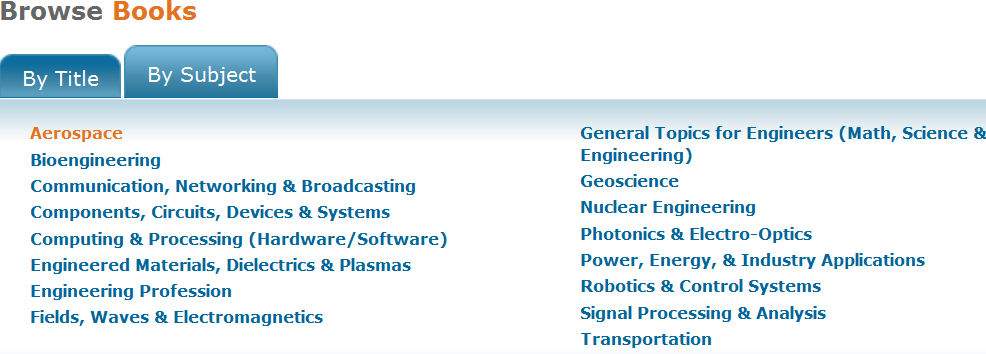 Browse Books
By Title
By Subject
Aerospace
Bioengineering
Communication, Networking & Broadcasting
Components, Circuits, Devices & Systems
Computing & Processing (Hardware/Software)
Engineered Materials, Dielectrics & Plasmas
Engineering Profession
Fields, Waves & Electromagnetics
General Topics for Engineers (Math, Science &
Engineering)
Geoscience
Nuclear Engineering
Photonics & Electro-Optics
Power, Energy, & Industry Applications
Robotics & Control Systems
Signal Processing & Analysis
Transportation